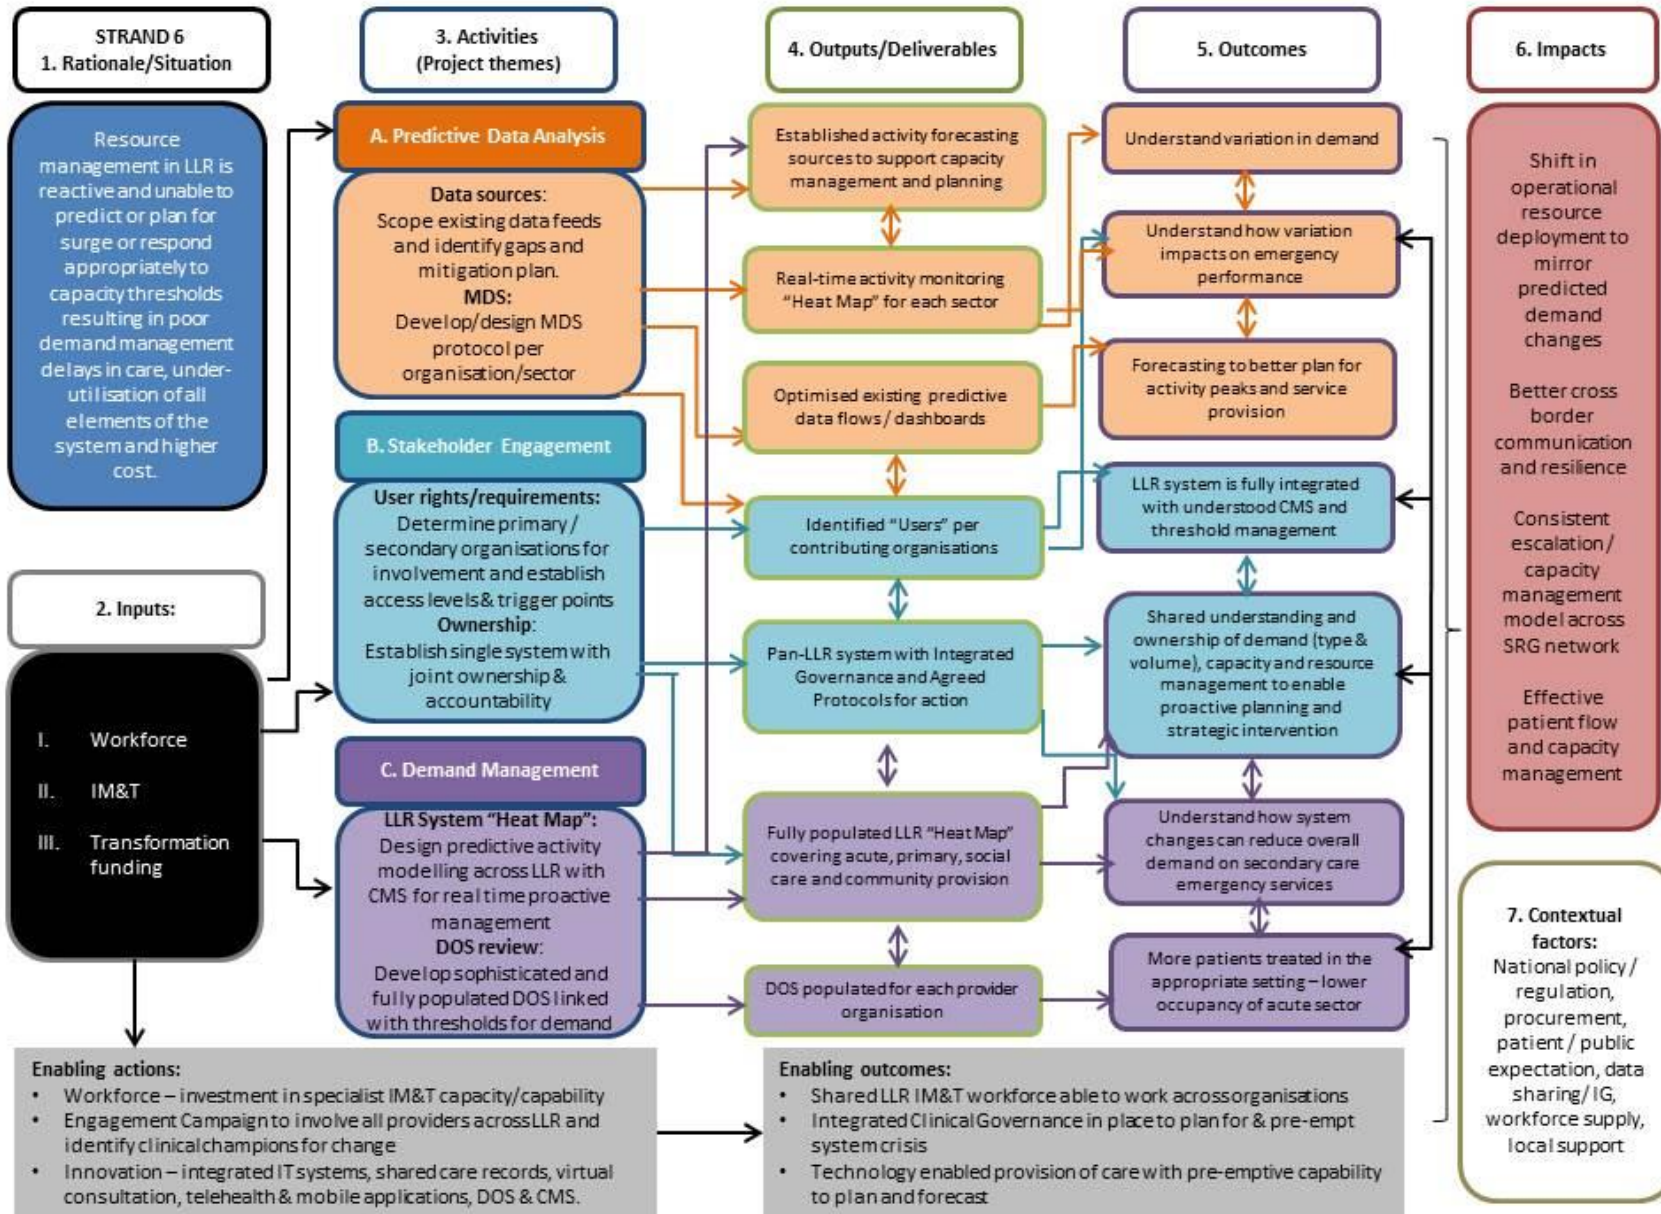 STRAND 6
1. Rationale/Situation
Resource
management in LLR is
reactive and unable to
predict or plan for
surge or respond
appropriately to
capacity thresholds
resulting in poor
demand management
delays in care, under-
utilisation of all
elements of the
system and higher
cost.
2. Inputs:
I. Workforce
II. IM&T
III. Transformation
funding
3. Activities
(Project themes)
A. Predictive Data Analysis
Data sources:
Scope existing data feeds
and identify gaps and
mitigation plan.
MDS:
Develop/design MDS
protocol per
organisation/sector
B. Stakeholder Engagement
User rights/requirements:
Determine primary /
secondary organisations for
involvement and establish
access levels & trigger points
Ownership:
Establish single system with
joint ownership &
accountability
C. Demand Management
LLR System "Heat Map":
Design predictive activity
modelling across LLR with
CMS for real time proactive
management
DOS review:
Develop sophisticated and
fully populated DOS linked
with thresholds for demand
4. Outputs/Deliverables
Established activity forecasting
sources to support capacity
management and planning
Real-time activity monitoring
"Heat Map" for each sector
Optimised existing predictive
data flows / dashboards
Identified "Users" per
contributing organisations
Pan-LLR system with Integrated
Governance and Agreed
Protocols for action
Fully populated LLR "Heat Map"
covering acute, primary, social
care and community provision
DOS populated for each provider
organisation
5. Outcomes
Understand variation in demand
Understand how variation
impacts on emergency
performance
Forecasting to better plan for
activity peaks and service
provision
LLR system is fully integrated
with understood CMS and
threshold management
Shared understanding and
ownership of demand (type &
volume), capacity and resource
management to enable
proactive planning and
strategic intervention
Understand how system
changes can reduce overall
demand on secondary care
emergency services
More patients treated in the
appropriate setting – lower
occupancy of acute sector
6. Impacts
Shift in
operational
resource
deployment to
mirror
predicted
demand
changes
Better cross
border
communication
and resilience
Consistent
escalation /
capacity
management
model across
SRG network
Effective
patient flow
and capacity
management
7. Contextual
factors:
National policy /
regulation,
procurement,
patient / public
expectation, data
sharing / IG,
workforce supply,
local support
Enabling actions:
• Workforce – investment in specialist IM&T capacity/capability
• Engagement Campaign to involve all providers across LLR and
identify clinical champions for change
• Innovation – integrated IT systems, shared care records, virtual
consultation, telehealth & mobile applications, DOS & CMS.
Enabling outcomes:
• Shared LLR IM&T workforce able to work across organisations
• Integrated Clinical Governance in place to plan for & pre-empt
system crisis
• Technology enabled provision of care with pre-emptive capability
to plan and forecast